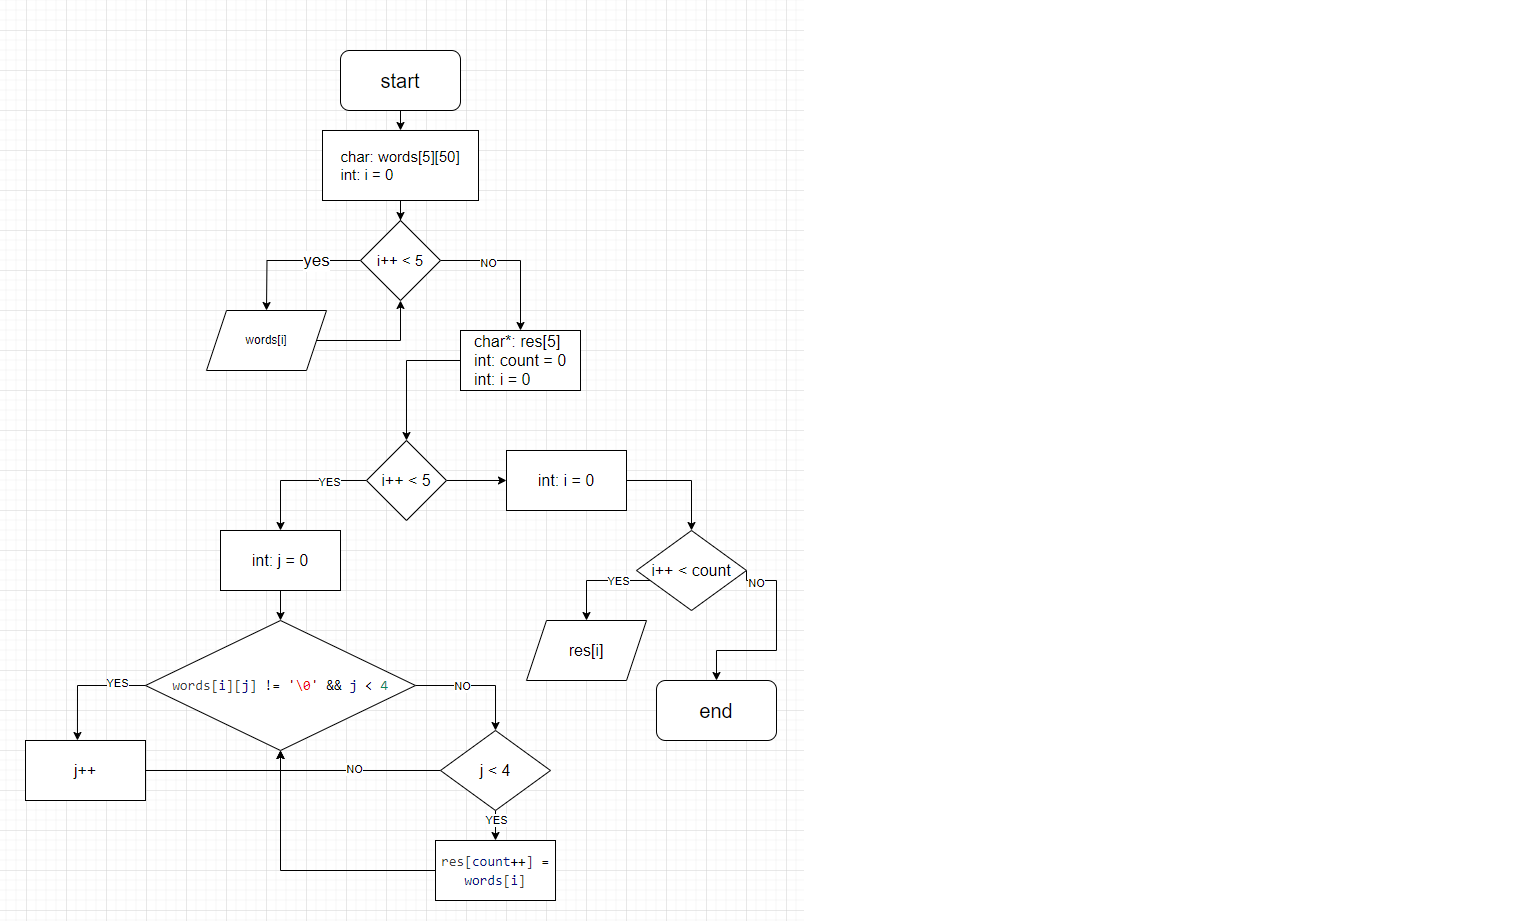 start
char: words[5][50]
int: i = 0
i++ < 5
yes
NO
words[i]
char*: res[5]
int: count = 0
int: i = 0
i++ < 5
YES
int: i = 0
int: j = 0
i++ < count
YES
NO
res[i]
words[i][j] != '\0' && j < 4
YES
NO
end
j++
NO
j < 4
YES
res[count++] =
words[i]